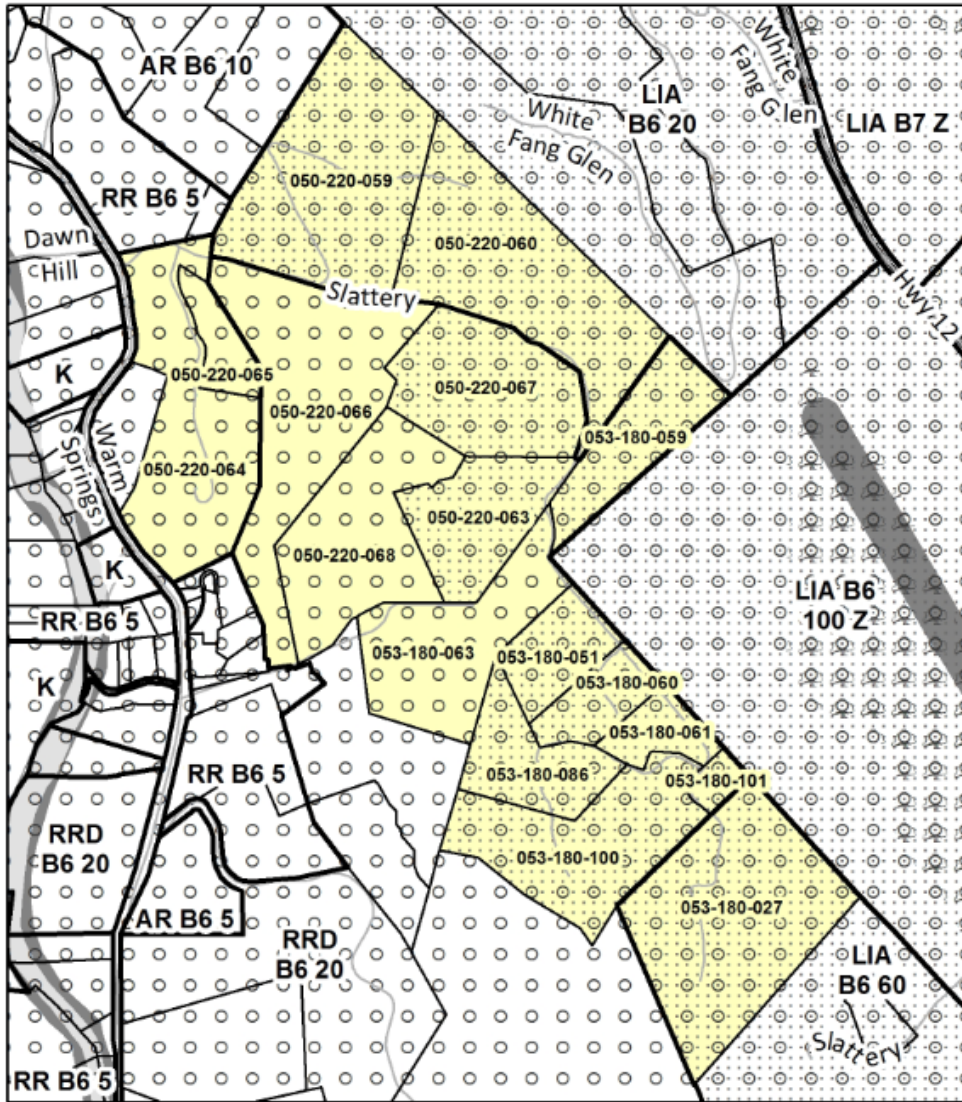 AR B6 10
White
Fang Glen
LIA
B6 20
White
Fang Glen
LIA B7 Z
050-220-059
RR B6 5
050-220-060
Dawn
Hill
Slattery
Hwy 12
050-220-065
K
050-220-067
050-220-066
053-180-059
Warm
Springs
050-220-064
050-220-063
050-220-068
K
LIA B6
100 Z
RR B6 5
053-180-063
053-180-051
K
053-180-060
053-180-061
RR B6 5
053-180-086
053-180-101
RRD
B6 20
053-180-100
053-180-027
AR B6 5
RRD
B6 20
LIA
B6 60
Slattery
RR B6 5